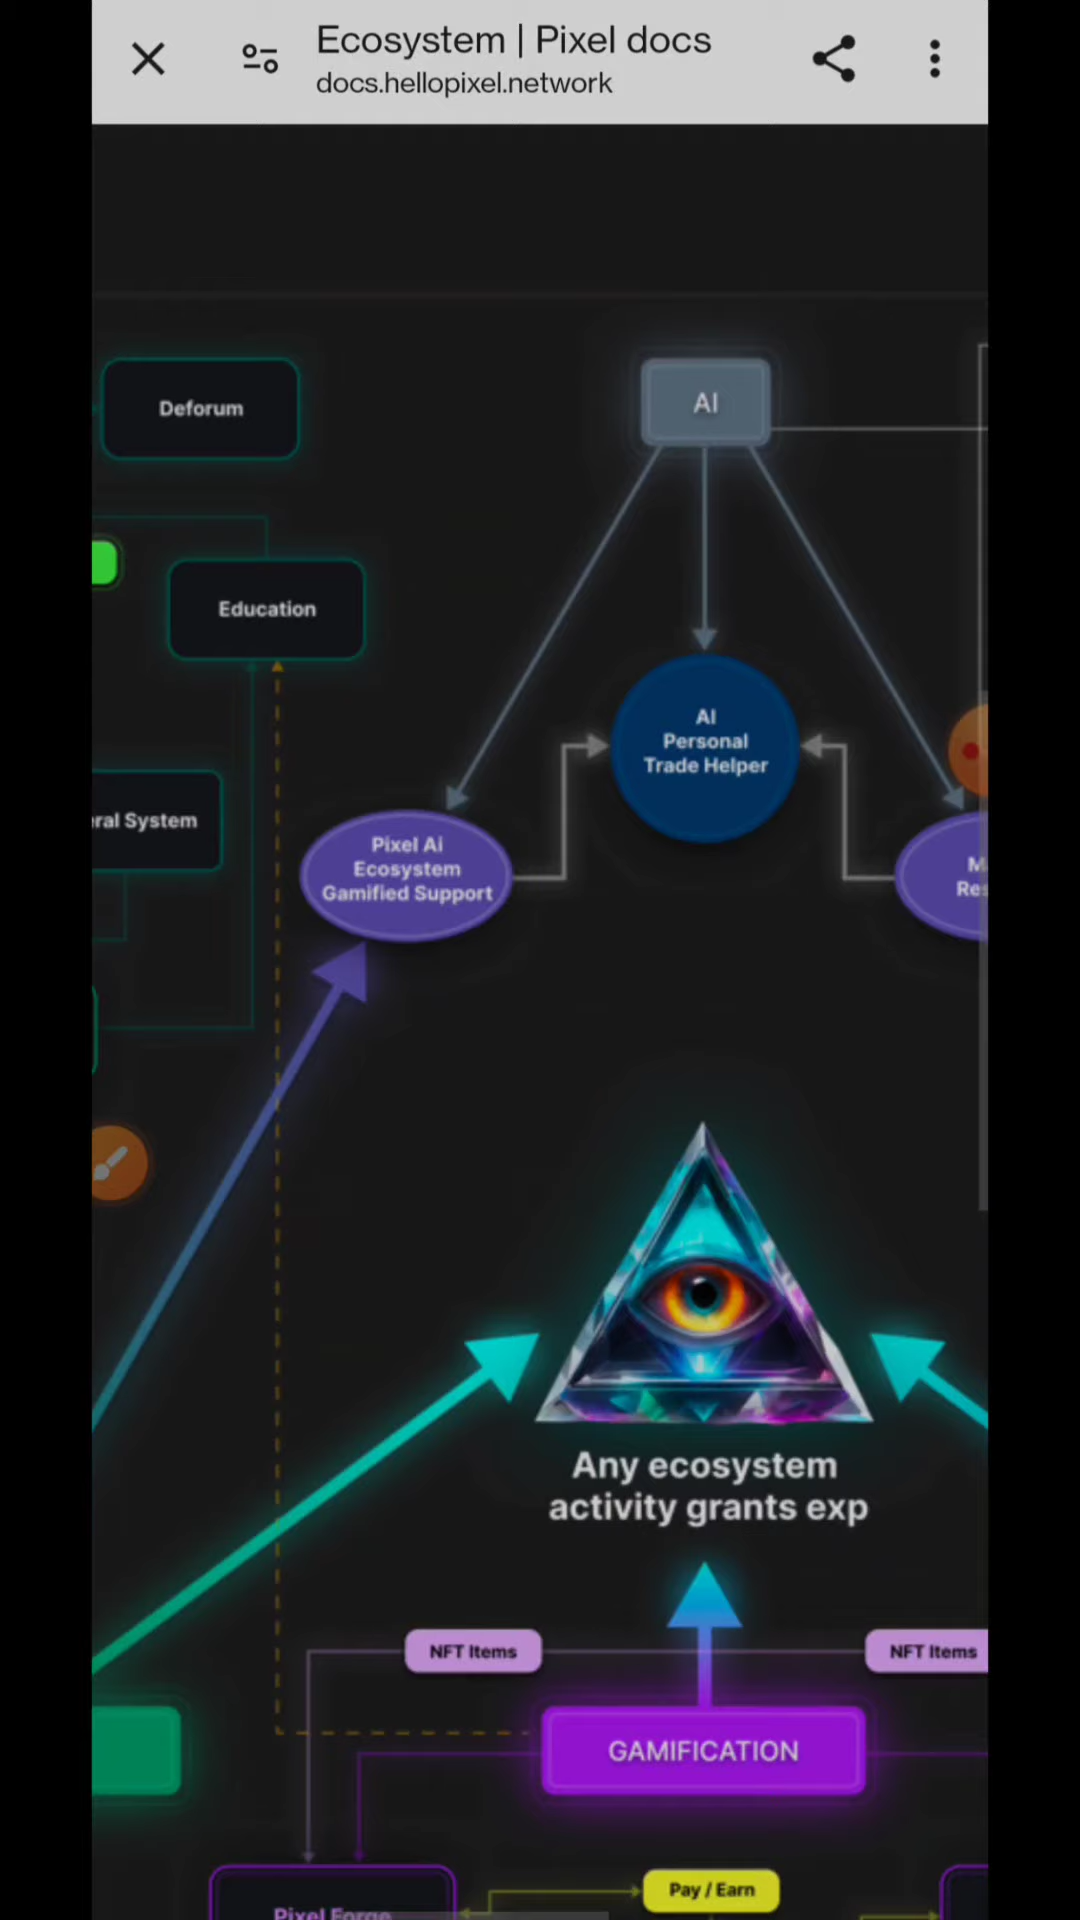 Ecosystem | Pixel docs
docs.hellopixel.network
Deforum
AI
Education
AI
Personal
Trade Helper
ral System
Pixel Ai
Ecosystem
Gamified Support
Any ecosystem
activity grants exp
NFT Items
NFT Items
GAMIFICATION
Pay / Earn
Pixel Forge